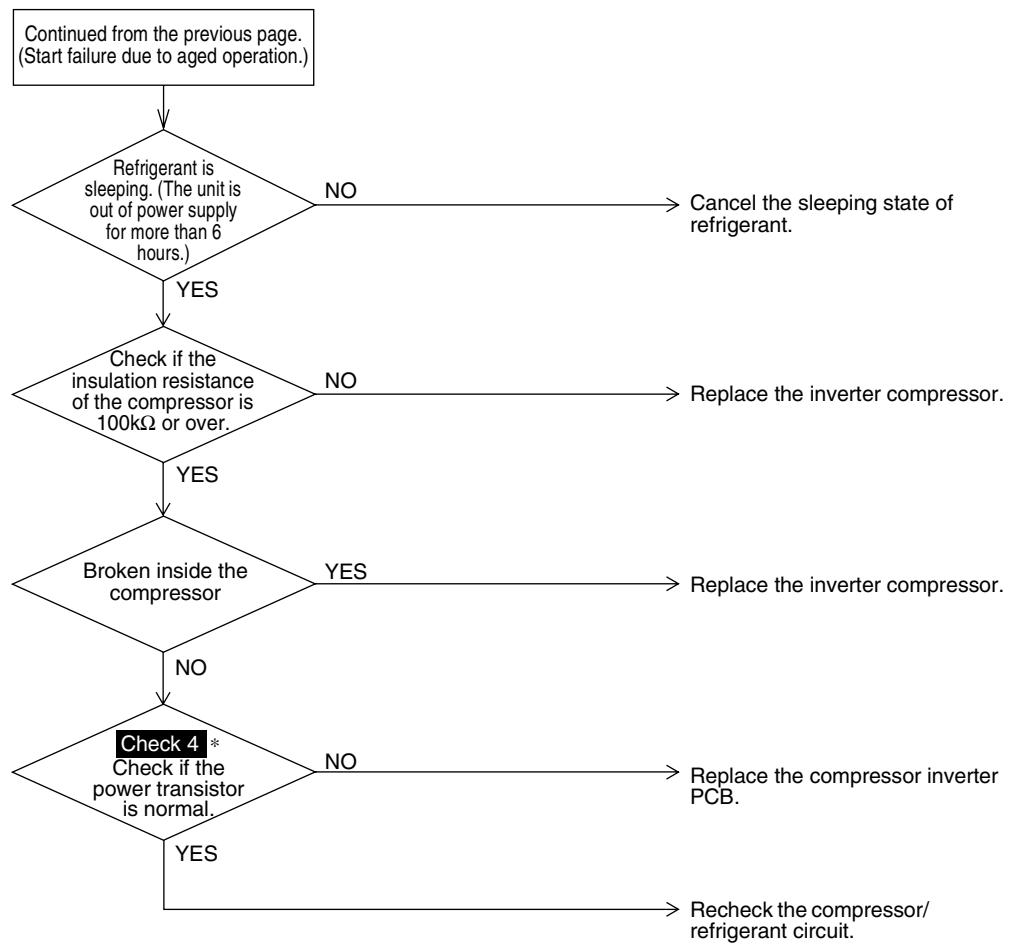 Continued from the previous page.
(Start failure due to aged operation.)
Refrigerant is
sleeping. (The unit is
out of power supply
for more than 6
hours.)
NO
Cancel the sleeping state of
refrigerant.
YES
Check if the
insulation resistance
of the compressor is
100kΩ or over.
NO
Replace the inverter compressor.
YES
Broken inside the
compressor
YES
Replace the inverter compressor.
NO
Check 4 *
Check if the
power transistor
is normal.
NO
Replace the compressor inverter
PCB.
YES
Recheck the compressor/
refrigerant circuit.